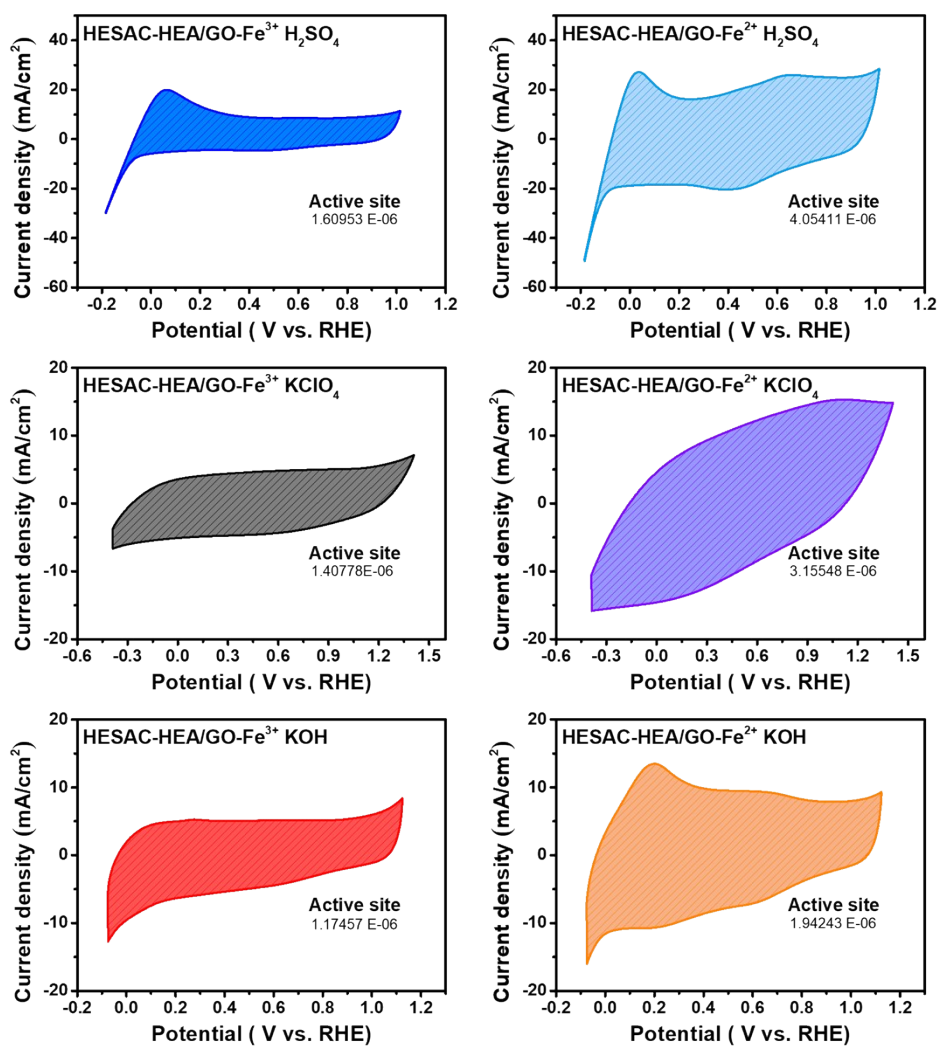 HESAC-HEA/GO-Fe³⁺ H₂SO₄
Current density (mA/cm²)
40
20
0
-20
-40
-60
Active site
1.60953 E-06
-0.2 0.0 0.2 0.4 0.6 0.8 1.0 1.2
Potential ( V vs. RHE)
HESAC-HEA/GO-Fe²⁺ H₂SO₄
Current density (mA/cm²)
40
20
0
-20
-40
-60
Active site
4.05411 E-06
-0.2 0.0 0.2 0.4 0.6 0.8 1.0 1.2
Potential ( V vs. RHE)
HESAC-HEA/GO-Fe³⁺ KClO₄
Current density (mA/cm²)
20
10
0
-10
-20
Active site
1.40778E-06
-0.6 -0.3 0.0 0.3 0.6 0.9 1.2 1.5
Potential ( V vs. RHE)
HESAC-HEA/GO-Fe²⁺ KClO₄
Current density (mA/cm²)
20
10
0
-10
-20
Active site
3.15548 E-06
-0.6 -0.3 0.0 0.3 0.6 0.9 1.2 1.5
Potential ( V vs. RHE)
HESAC-HEA/GO-Fe³⁺ KOH
Current density (mA/cm²)
20
10
0
-10
-20
Active site
1.17457 E-06
0.0 0.2 0.4 0.6 0.8 1.0 1.2
Potential ( V vs. RHE)
HESAC-HEA/GO-Fe²⁺ KOH
Current density (mA/cm²)
20
10
0
-10
-20
Active site
1.94243 E-06
0.0 0.2 0.4 0.6 0.8 1.0 1.2
Potential ( V vs. RHE)